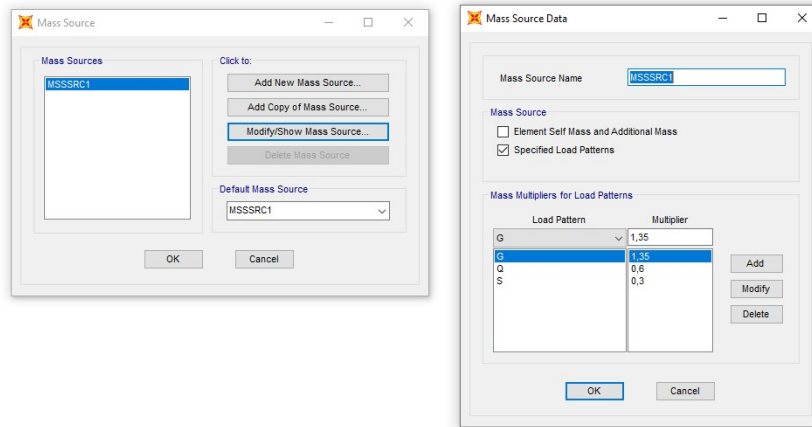 Mass Source
Mass Sources
MSSSRC1
Click to:
Add New Mass Source...
Add Copy of Mass Source...
Modify/Show Mass Source...
Delete Mass Source
Default Mass Source
MSSSRC1
OK
Cancel
Mass Source Data
Mass Source Name
MSSSRC1
Mass Source
Element Self Mass and Additional Mass
Specified Load Patterns
Mass Multipliers for Load Patterns
Load Pattern Multiplier
G 1,35
G 1,35
Q 0,6
S 0,3
Add
Modify
Delete
OK
Cancel